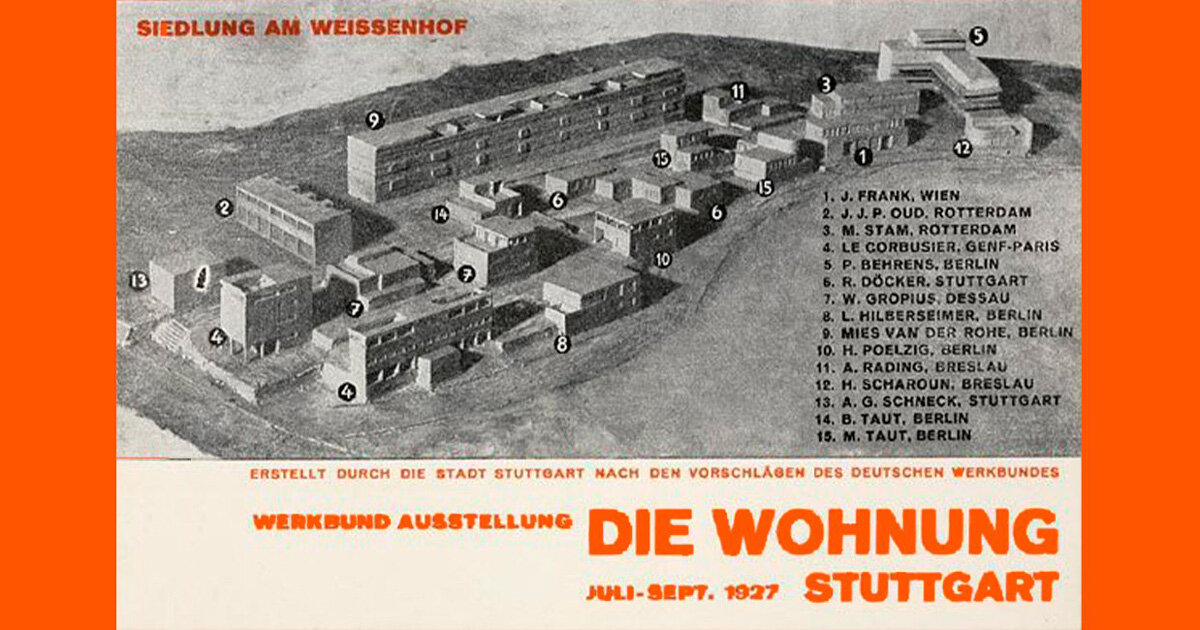 SIEDLUNG AM WEISSENHOF
5
3
11
9
12
1
15
15
2
14
6
6
10
7
13
7
4
8
4
1. J. FRANK, WIEN
2. J. J. P. OUD, ROTTERDAM
3. M. STAM, ROTTERDAM
4. LE CORBUSIER, GENF-PARIS
5. P. BEHRENS, BERLIN
6. R. DÖCKER, STUTTGART
7. W. GROPIUS, DESSAU
8. L. HILBERSEIMER, BERLIN
9. MIES VAN DER ROHE, BERLIN
10. H. POELZIG, BERLIN
11. A. RADING, BRESLAU
12. H. SCHAROUN, BRESLAU
13. A. G. SCHNECK, STUTTGART
14. B. TAUT, BERLIN
15. M. TAUT, BERLIN
ERSTELLT DURCH DIE STADT STUTTGART NACH DEN VORSCHLÄGEN DES DEUTSCHEN WERKBUNDES
WERKBUND AUSSTELLUNG DIE WOHNUNG
JULI-SEPT. 1927 STUTTGART